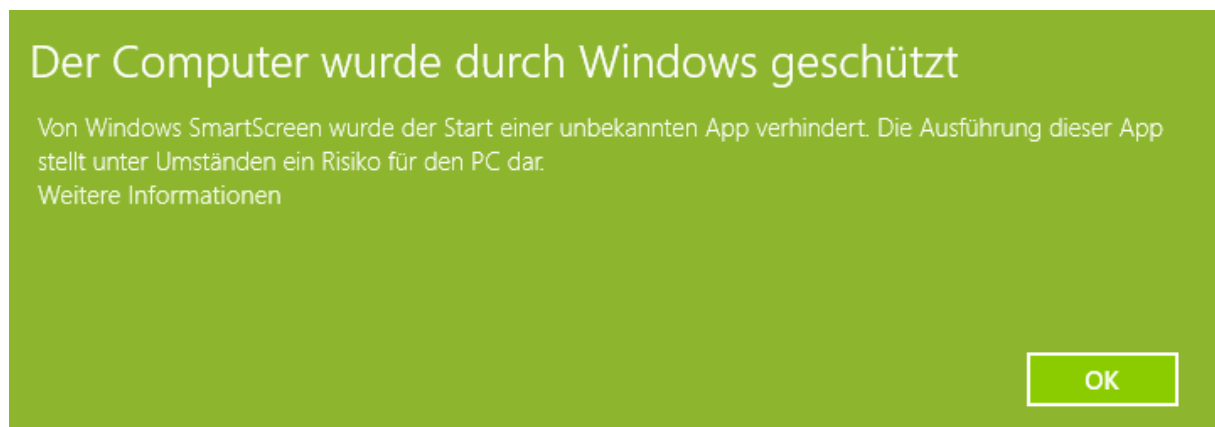 Der Computer wurde durch Windows geschützt
Von Windows SmartScreen wurde der Start einer unbekannten App verhindert. Die Ausführung dieser App
stellt unter Umständen ein Risiko für den PC dar.
Weitere Informationen
OK